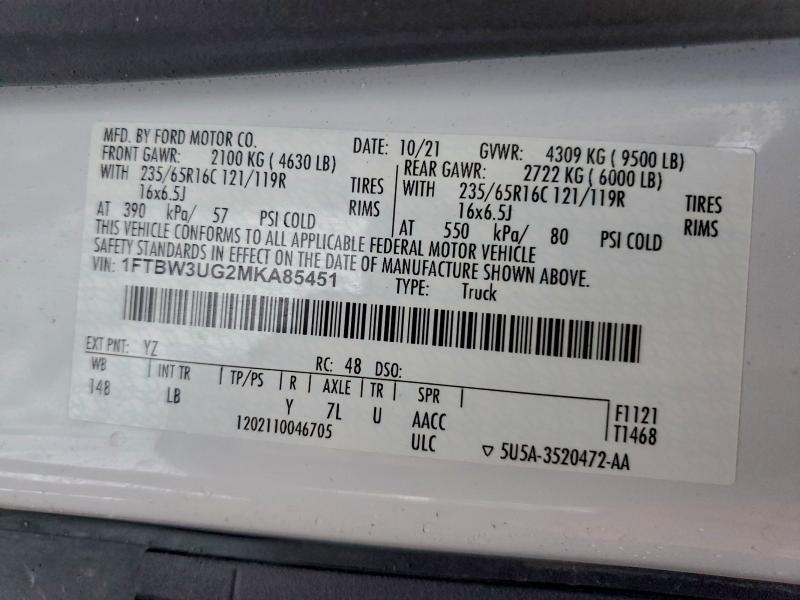 MFD. BY FORD MOTOR CO. DATE: 10/21 GVWR: 4309 KG ( 9500 LB)
FRONT GAWR: 2100 KG ( 4630 LB) REAR GAWR: 2722 KG ( 6000 LB)
WITH 235/65R16C 121/119R TIRES WITH 235/65R16C 121/119R TIRES
16x6.5J RIMS 16x6.5J RIMS
AT 390 kPa/ 57 PSI COLD AT 550 kPa/ 80 PSI COLD
THIS VEHICLE CONFORMS TO ALL APPLICABLE FEDERAL MOTOR VEHICLE
SAFETY STANDARDS IN EFFECT ON THE DATE OF MANUFACTURE SHOWN ABOVE.
VIN: 1FTBW3UG2MKA85451 TYPE: Truck
EXT PNT: YZ RC: 48 DSO:
WB INT TR TP/PS R AXLE TR SPR F1121
148 LB Y 7L U AACC T1468
1202110046705 ULC ▽ 5U5A-3520472-AA